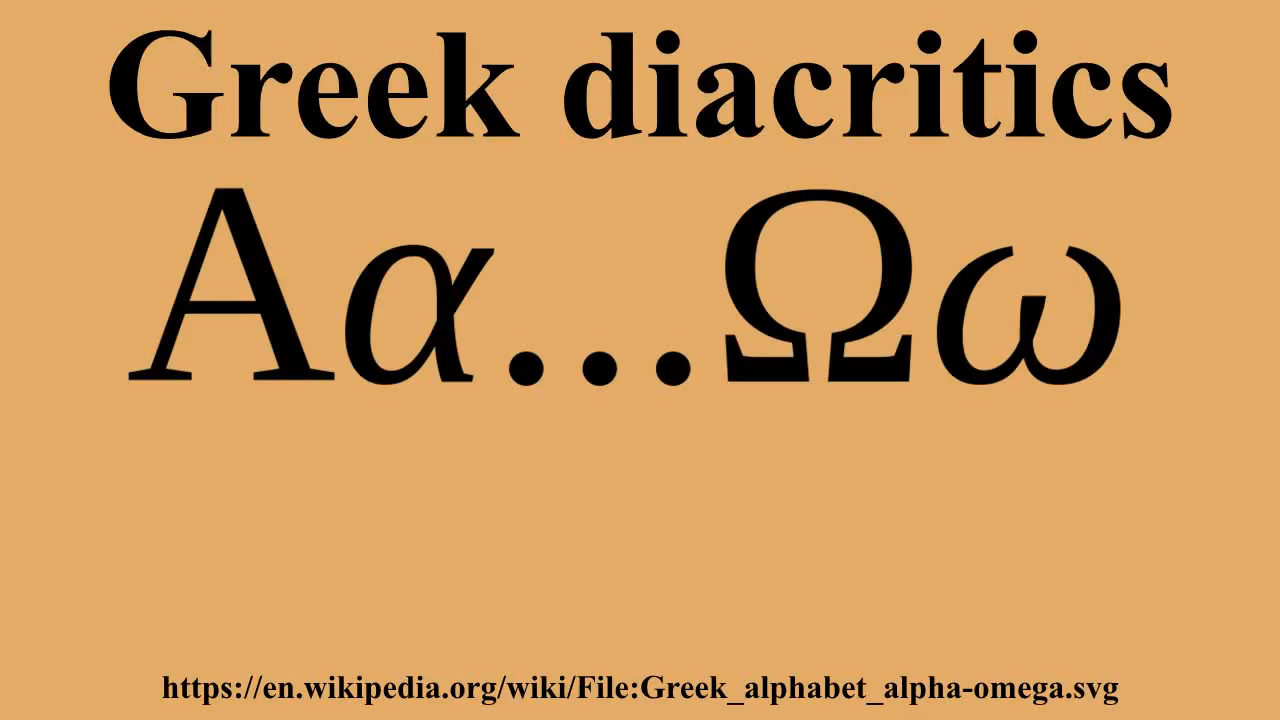 Greek diacritics
Αα...Ωω
https://en.wikipedia.org/wiki/File:Greek_alphabet_alpha-omega.svg